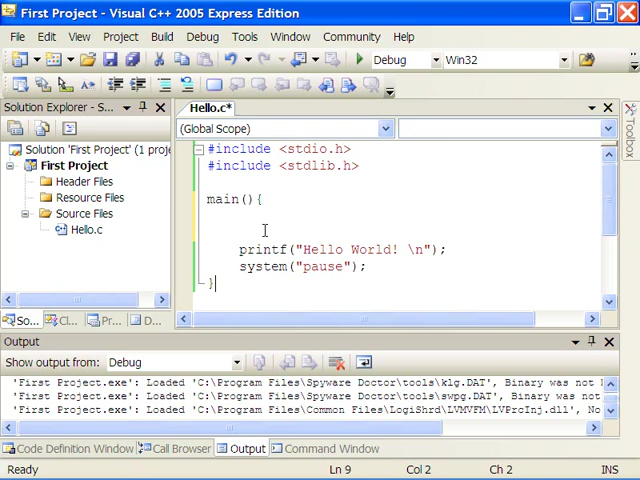 First Project - Visual C++ 2005 Express Edition
File Edit View Project Build Debug Tools Window Community Help
Debug Win32
Solution Explorer - S...
Hello.c*
(Global Scope)
Solution 'First Project' (1 proje
First Project
Header Files
Resource Files
Source Files
Hello.c
#include <stdio.h>
#include <stdlib.h>
main(){
printf("Hello World! \n");
system("pause");
}
Toolbox
So... Cl... Pr... D...
Output
Show output from: Debug
'First Project.exe': Loaded 'C:\Program Files\Spyware Doctor\tools\klg.DAT', Binary was not
'First Project.exe': Loaded 'C:\Program Files\Spyware Doctor\tools\swpg.DAT', Binary was not
'First Project.exe': Loaded 'C:\Program Files\Common Files\LogiShrd\LVMVFM\LVPrcInj.dll', No
Code Definition Window Call Browser Output Command Window
Ready Ln 9 Col 2 Ch 2 INS